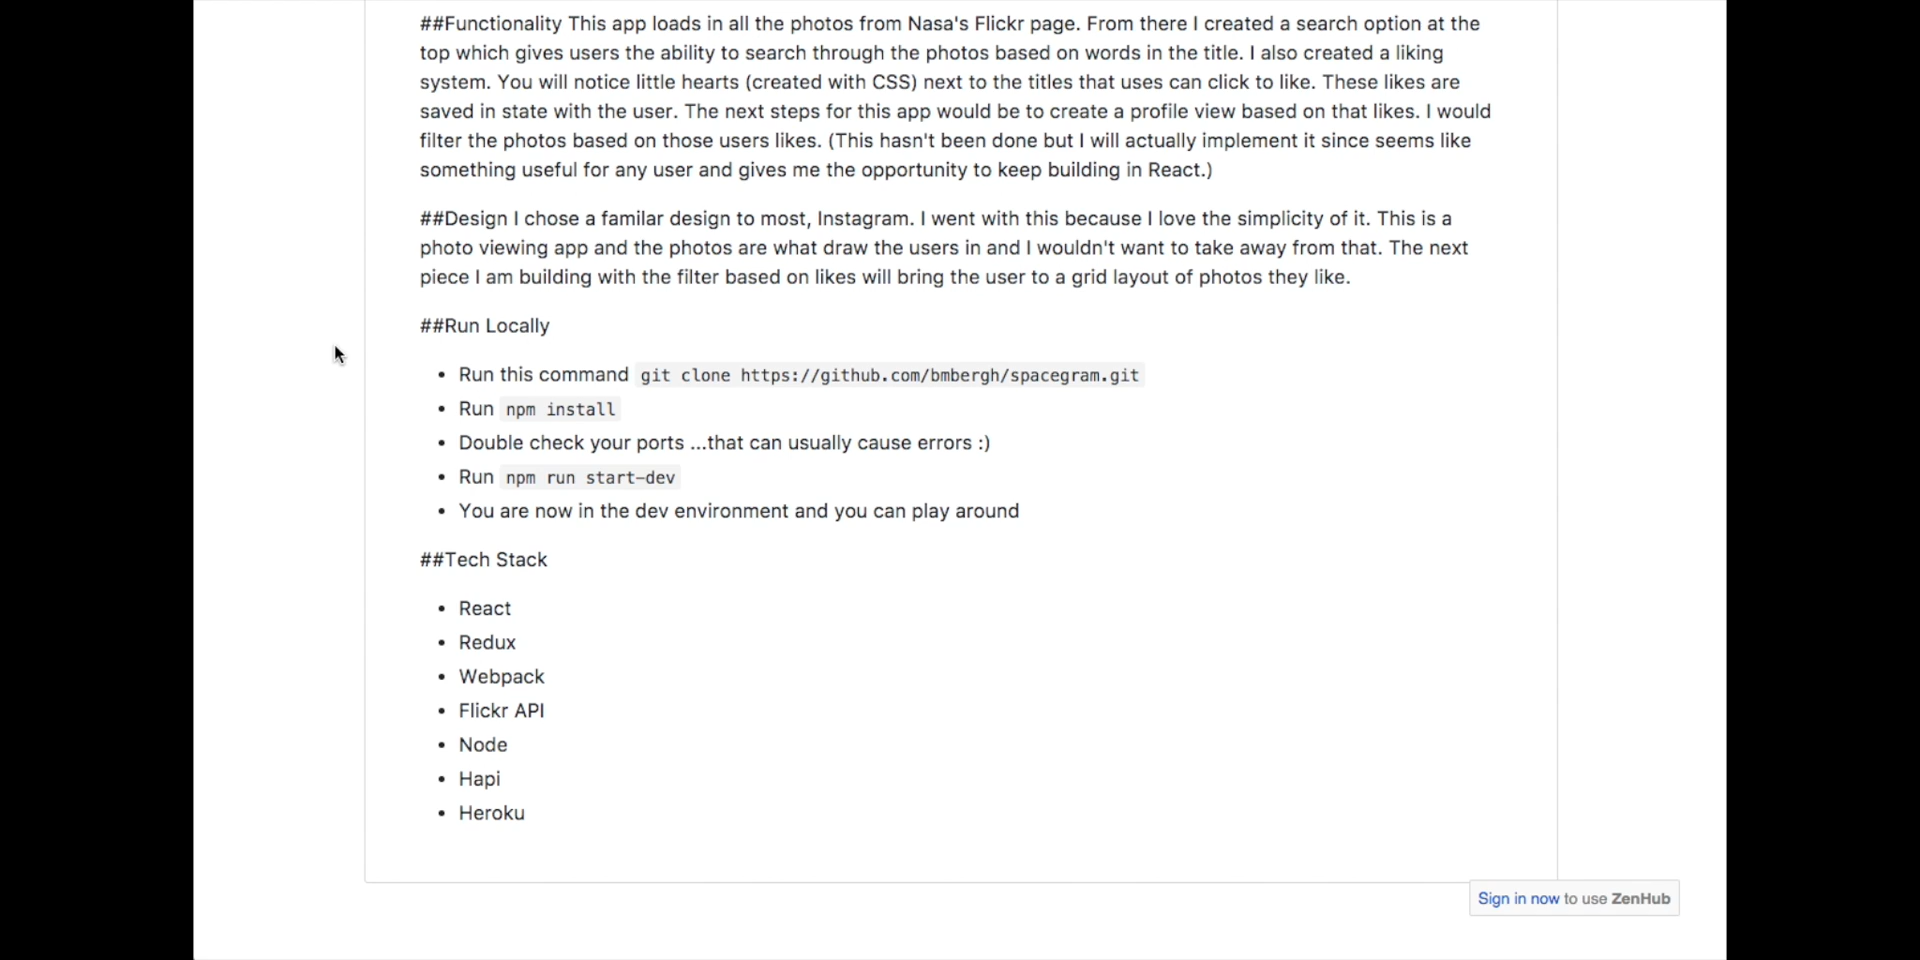 ##Functionality This app loads in all the photos from Nasa's Flickr page. From there I created a search option at the
top which gives users the ability to search through the photos based on words in the title. I also created a liking
system. You will notice little hearts (created with CSS) next to the titles that uses can click to like. These likes are
saved in state with the user. The next steps for this app would be to create a profile view based on that likes. I would
filter the photos based on those users likes. (This hasn't been done but I will actually implement it since seems like
something useful for any user and gives me the opportunity to keep building in React.)
##Design I chose a familar design to most, Instagram. I went with this because I love the simplicity of it. This is a
photo viewing app and the photos are what draw the users in and I wouldn't want to take away from that. The next
piece I am building with the filter based on likes will bring the user to a grid layout of photos they like.
##Run Locally
• Run this command git clone https://github.com/bmbergh/spacegram.git
• Run npm install
• Double check your ports ...that can usually cause errors :)
• Run npm run start-dev
• You are now in the dev environment and you can play around
##Tech Stack
• React
• Redux
• Webpack
• Flickr API
• Node
• Hapi
• Heroku
Sign in now to use ZenHub